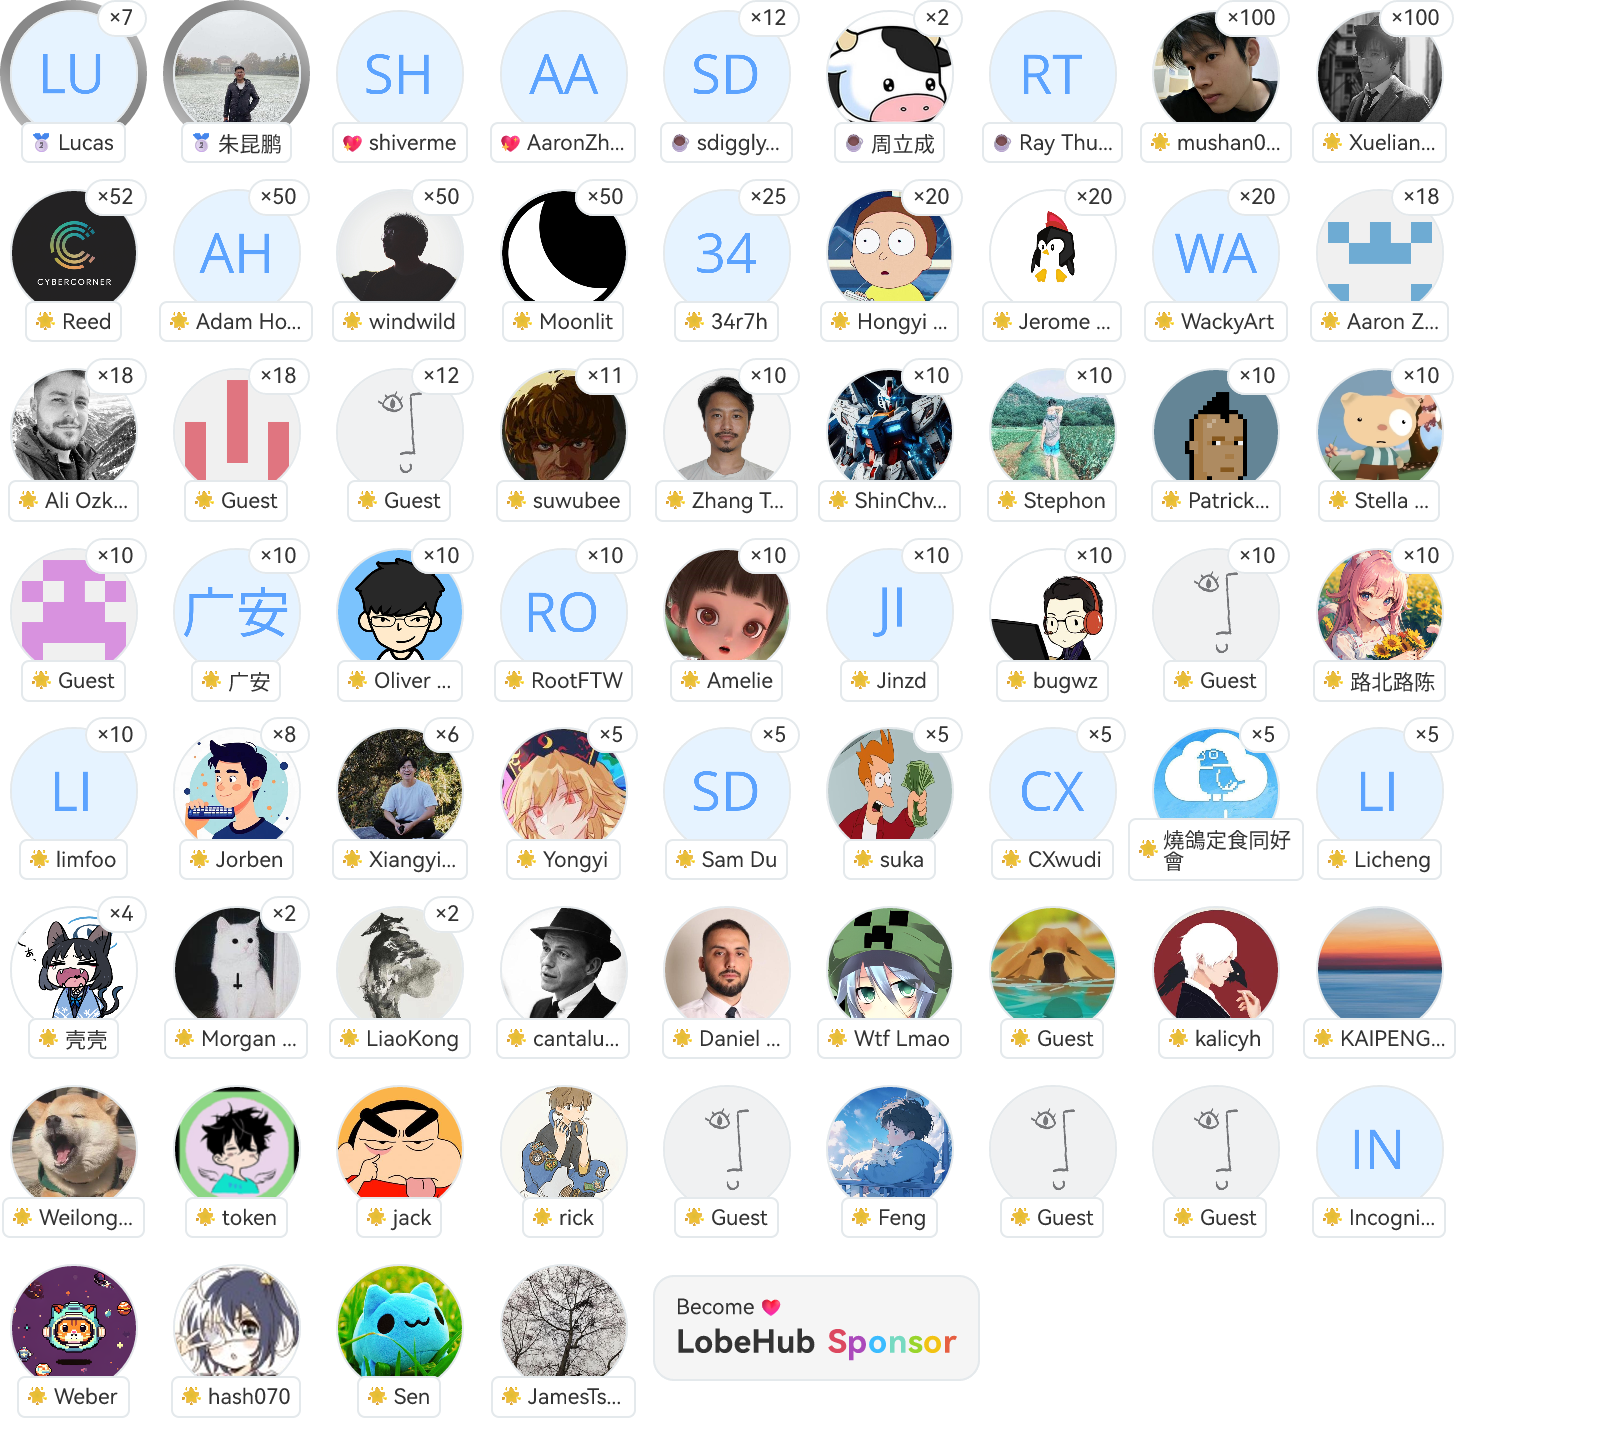 LU
×7
Lucas
朱昆鹏
SH
shiverme
AA
AaronZh...
SD
×12
sdiggly...
×2
周立成
RT
Ray Thu...
×100
mushan0...
×100
Xuelian...
CYBERCORNER
×52
Reed
AH
×50
Adam Ho...
×50
windwild
×50
Moonlit
34
×25
34r7h
×20
Hongyi ...
×20
Jerome ...
WA
×20
WackyArt
×18
Aaron Z...
×18
Ali Ozk...
×18
Guest
×12
Guest
×11
suwubee
×10
Zhang T...
×10
ShinChv...
×10
Stephon
×10
Patrick...
×10
Stella ...
×10
Guest
广安
×10
广安
×10
Oliver ...
RO
×10
RootFTW
×10
Amelie
JI
×10
Jinzd
×10
bugwz
×10
Guest
×10
路北路陈
LI
×10
limfoo
×8
Jorben
×6
Xiangyi...
×5
Yongyi
SD
×5
Sam Du
×5
suka
CX
×5
CXwudi
×5
燒鴿定食同好
會
LI
×5
Licheng
×4
壳壳
×2
Morgan ...
×2
LiaoKong
cantalu...
Daniel ...
Wtf Lmao
Guest
kalicyh
KAIPENG...
Weilong...
token
jack
rick
Guest
Feng
Guest
Guest
IN
Incogni...
Weber
hash070
Sen
JamesTs...
Become
LobeHub Sponsor